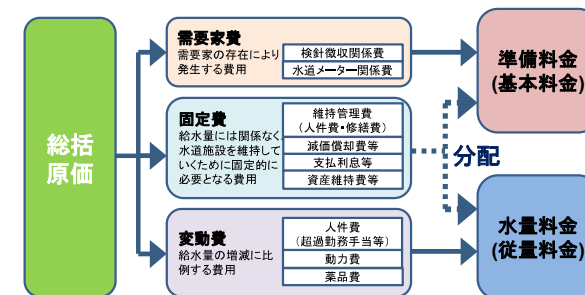 総括
原価
需要家費
需要家の存在により
発生する費用
検針徴収関係費
水道メーター関係費
固定費
給水量には関係なく、
水道施設を維持して
いくために固定的に
必要となる費用
維持管理費
（人件費・修繕費）
減価償却費等
支払利息等
資産維持費等
変動費
給水量の増減に比
例する費用
人件費
（超過勤務手当等）
動力費
薬品費
分配
準備料金
(基本料金)
水量料金
(従量料金)